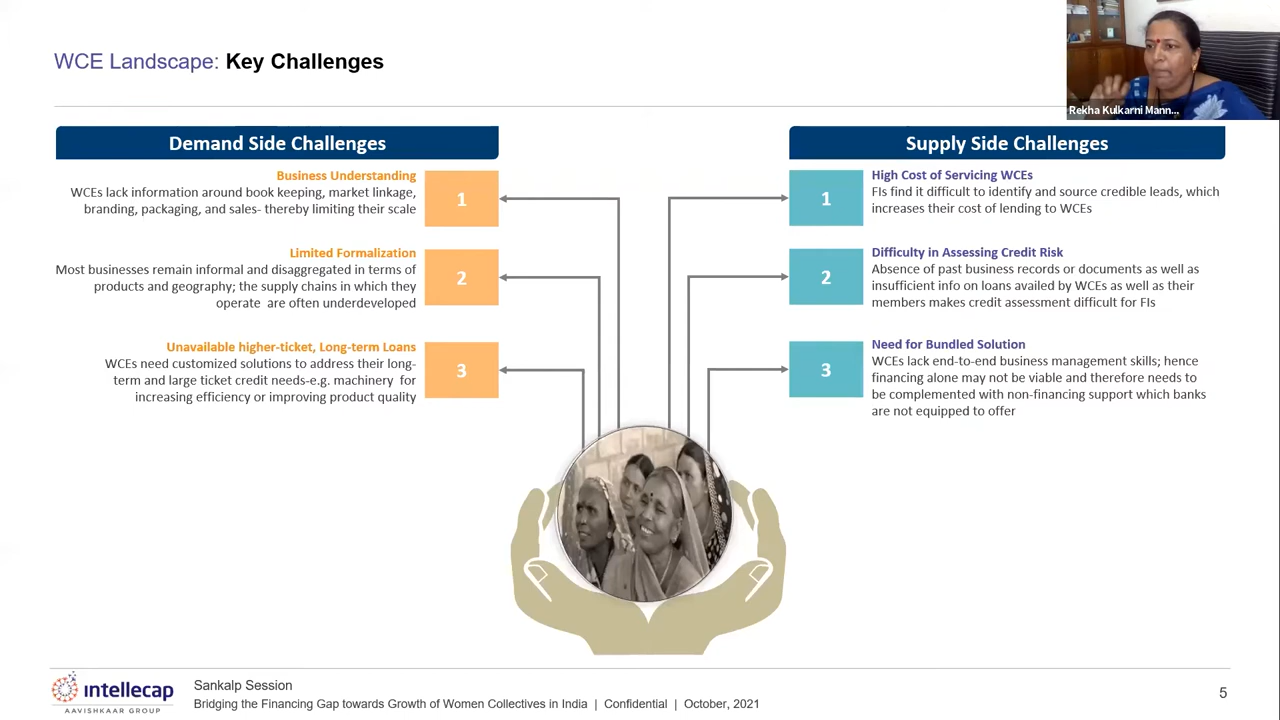 WCE Landscape: Key Challenges
Rekha Kulkarni Mann...
Demand Side Challenges
Business Understanding
WCEs lack information around book keeping, market linkage,
branding, packaging, and sales- thereby limiting their scale
1
Limited Formalization
Most businesses remain informal and disaggregated in terms of
products and geography; the supply chains in which they
operate are often underdeveloped
2
Unavailable higher-ticket, Long-term Loans
WCEs need customized solutions to address their long-
term and large ticket credit needs-e.g. machinery for
increasing efficiency or improving product quality
3
Supply Side Challenges
1
High Cost of Servicing WCEs
FIs find it difficult to identify and source credible leads, which
increases their cost of lending to WCEs
2
Difficulty in Assessing Credit Risk
Absence of past business records or documents as well as
insufficient info on loans availed by WCEs as well as their
members makes credit assessment difficult for FIs
3
Need for Bundled Solution
WCEs lack end-to-end business management skills; hence
financing alone may not be viable and therefore needs to
be complemented with non-financing support which banks
are not equipped to offer
intellecap
AAVISHKAAR GROUP
Sankalp Session
Bridging the Financing Gap towards Growth of Women Collectives in India | Confidential | October, 2021
5